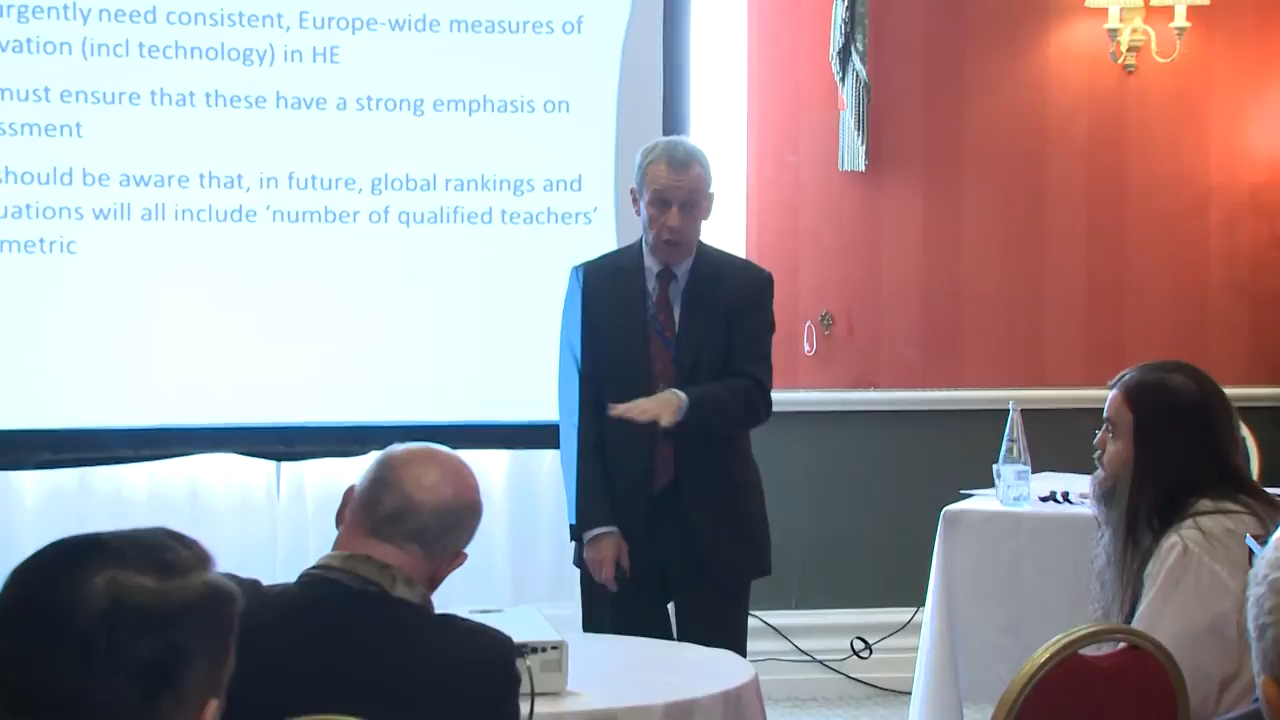 urgently need consistent, Europe-wide measures of
vation (incl technology) in HE
must ensure that these have a strong emphasis on
ssment
should be aware that, in future, global rankings and
uations will all include ‘number of qualified teachers’
metric